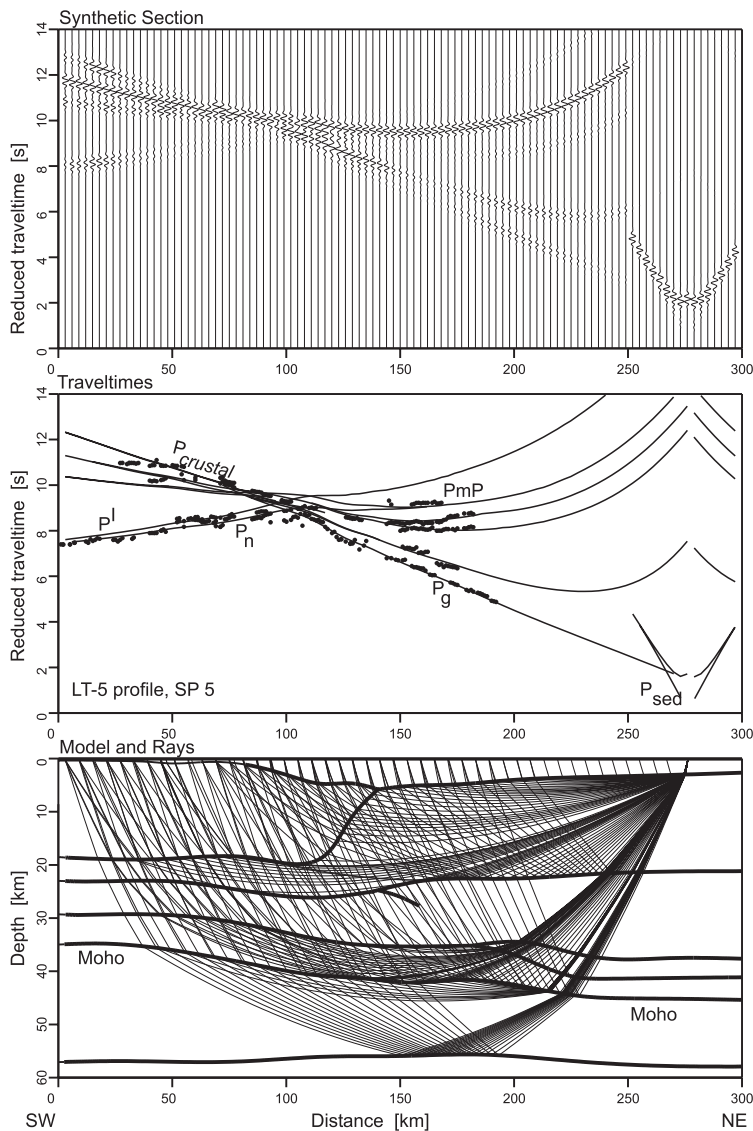 Synthetic Section
14
12
10
8
6
4
2
0
Reduced traveltime [s]
0 50 100 150 200 250 300
Traveltimes
14
12
10
8
6
4
2
0
Reduced traveltime [s]
Pcrustal
PmP
Pl
Pn
Pg
LT-5 profile, SP 5
Psed
0 50 100 150 200 250 300
Model and Rays
0
10
20
30
40
50
60
Depth [km]
Moho
Moho
0 50 100 150 200 250 300
SW Distance [km] NE